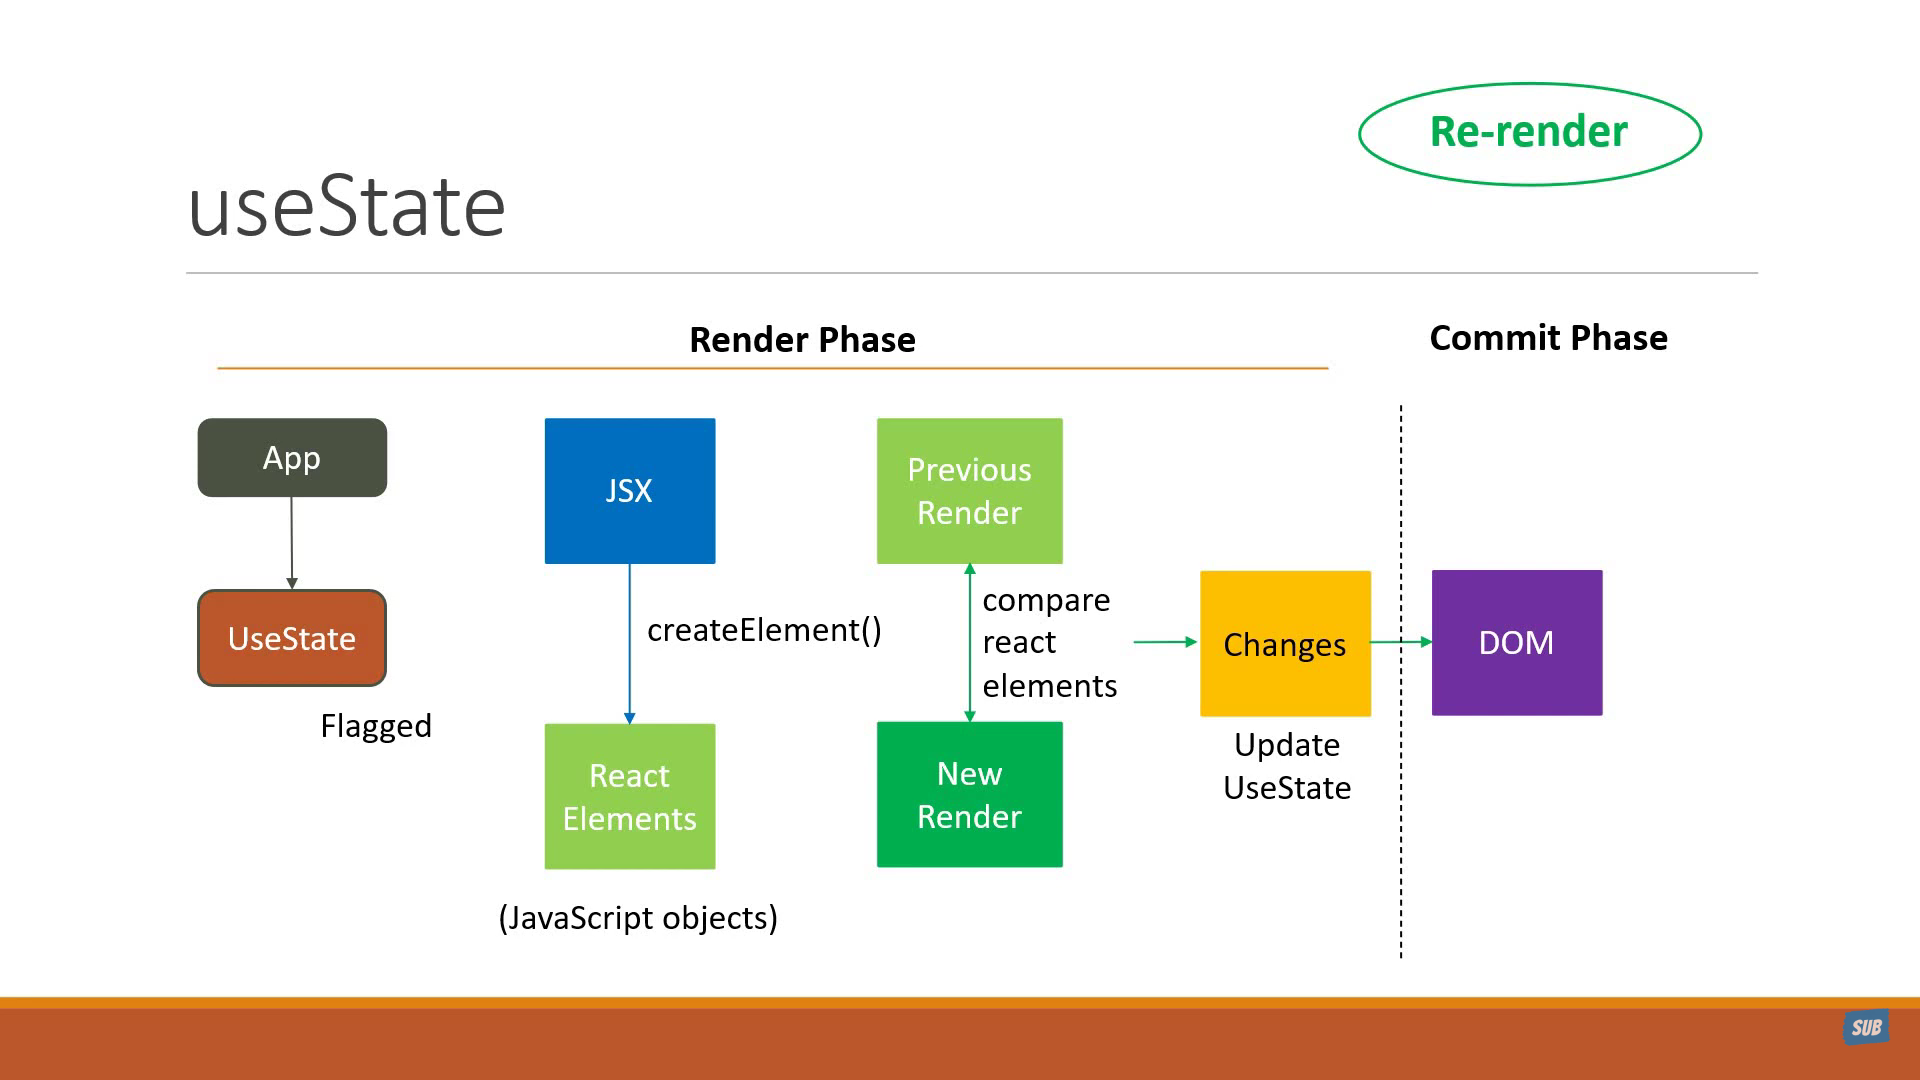 Re-render
useState
Render Phase
Commit Phase
App
UseState
Flagged
JSX
createElement()
React
Elements
(JavaScript objects)
Previous
Render
compare
react
elements
New
Render
Changes
Update
UseState
DOM
SUB